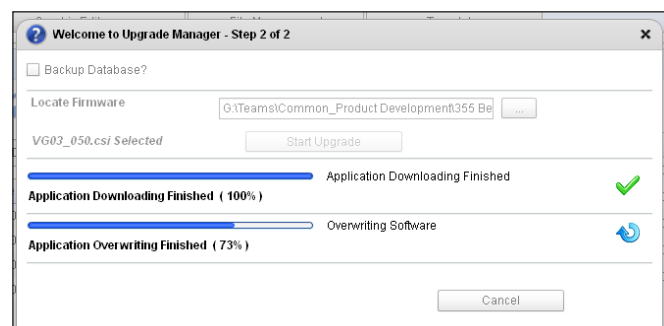 Welcome to Upgrade Manager - Step 2 of 2
Backup Database?
Locate Firmware
G:\Teams\Common_Product Development\355 Be
...
VG03_050.csi Selected
Start Upgrade
Application Downloading Finished
Application Downloading Finished ( 100% )
Overwriting Software
Application Overwriting Finished ( 73% )
Cancel